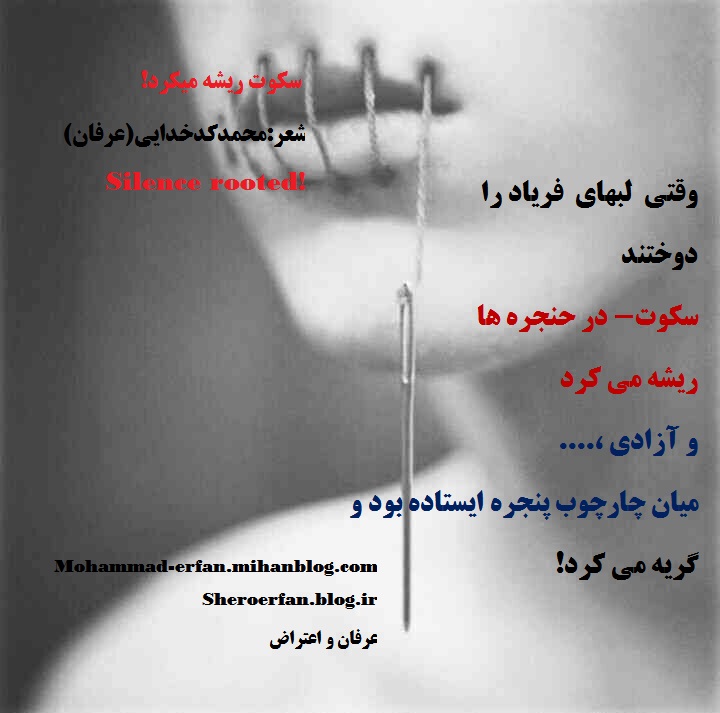 سکوت ریشه میکرد!
شعر:محمدکدخدایی(عرفان)
Silence rooted!
وقتی لبهای فریاد را
دوختند
سکوت- در حنجره ها
ریشه می کرد
و آزادی ،....
میان چارچوب پنجره ایستاده بود و
گریه می کرد!
Mohammad-erfan.mihanblog.com
Sheroerfan.blog.ir
عرفان و اعتراض